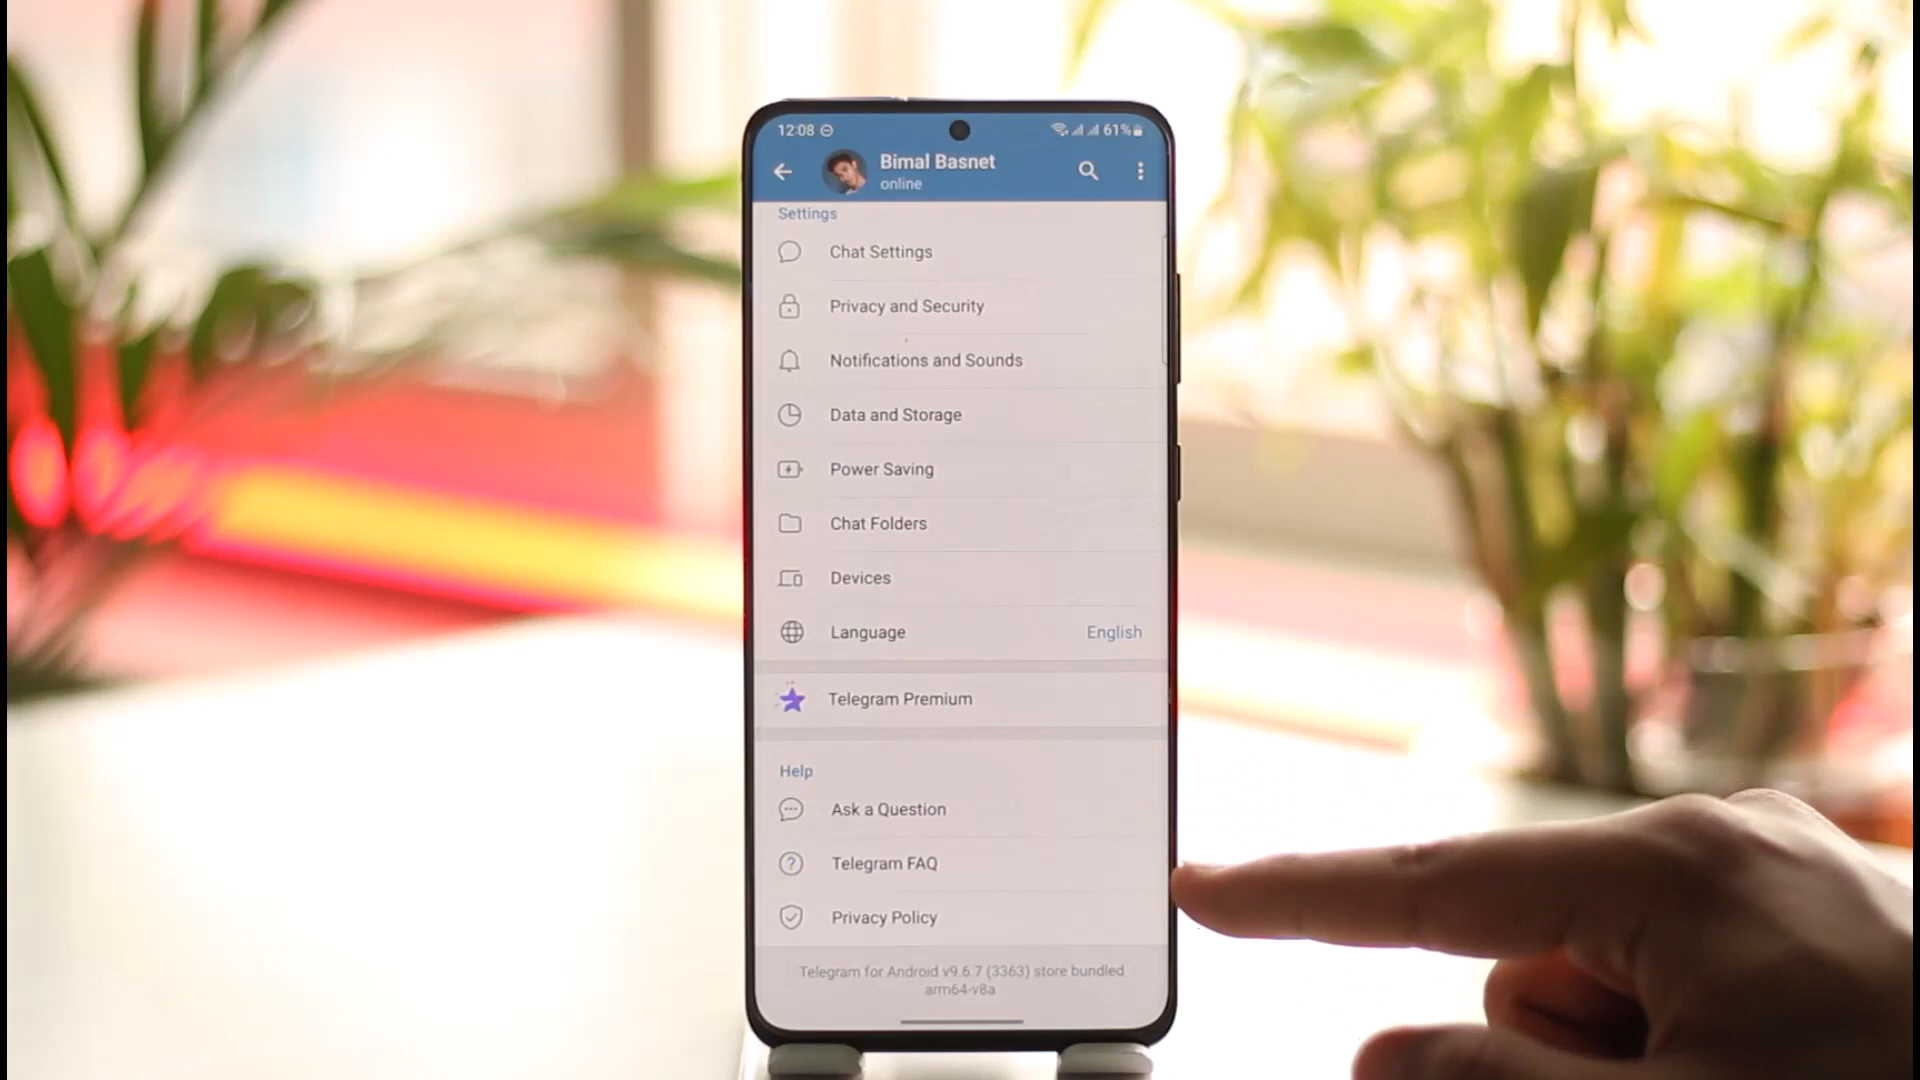 12:08 61%
Bimal Basnet
online
Settings
Chat Settings
Privacy and Security
Notifications and Sounds
Data and Storage
Power Saving
Chat Folders
Devices
Language English
Telegram Premium
Help
Ask a Question
Telegram FAQ
Privacy Policy
Telegram for Android v9.6.7 (3363) store bundled
arm64-v8a